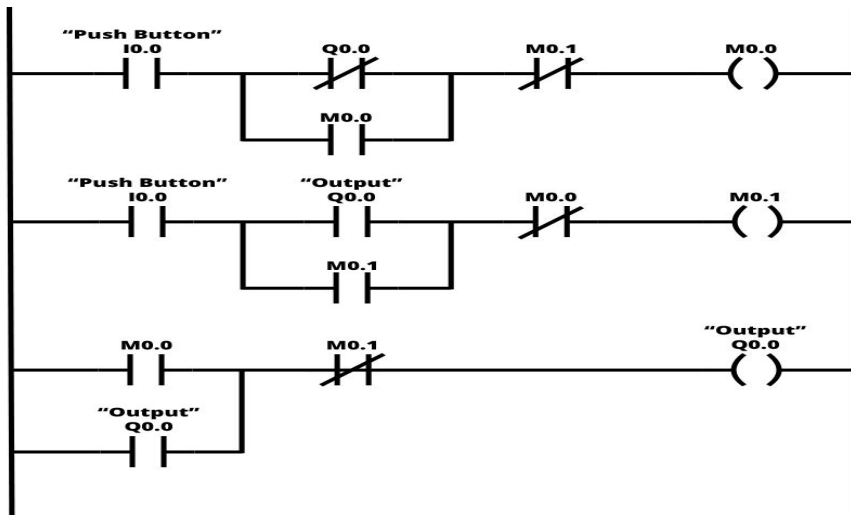 “Push Button”
I0.0 Q0.0 M0.1 M0.0
M0.0
“Push Button” “Output”
I0.0 Q0.0 M0.0 M0.1
M0.1
“Output”
M0.0 M0.1 Q0.0
“Output”
Q0.0